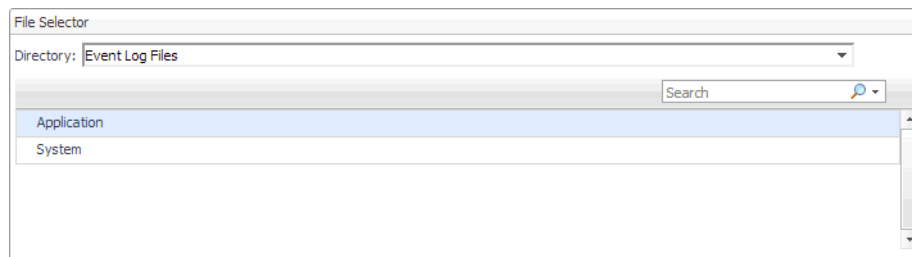 File Selector
Directory: Event Log Files
Search
Application
System